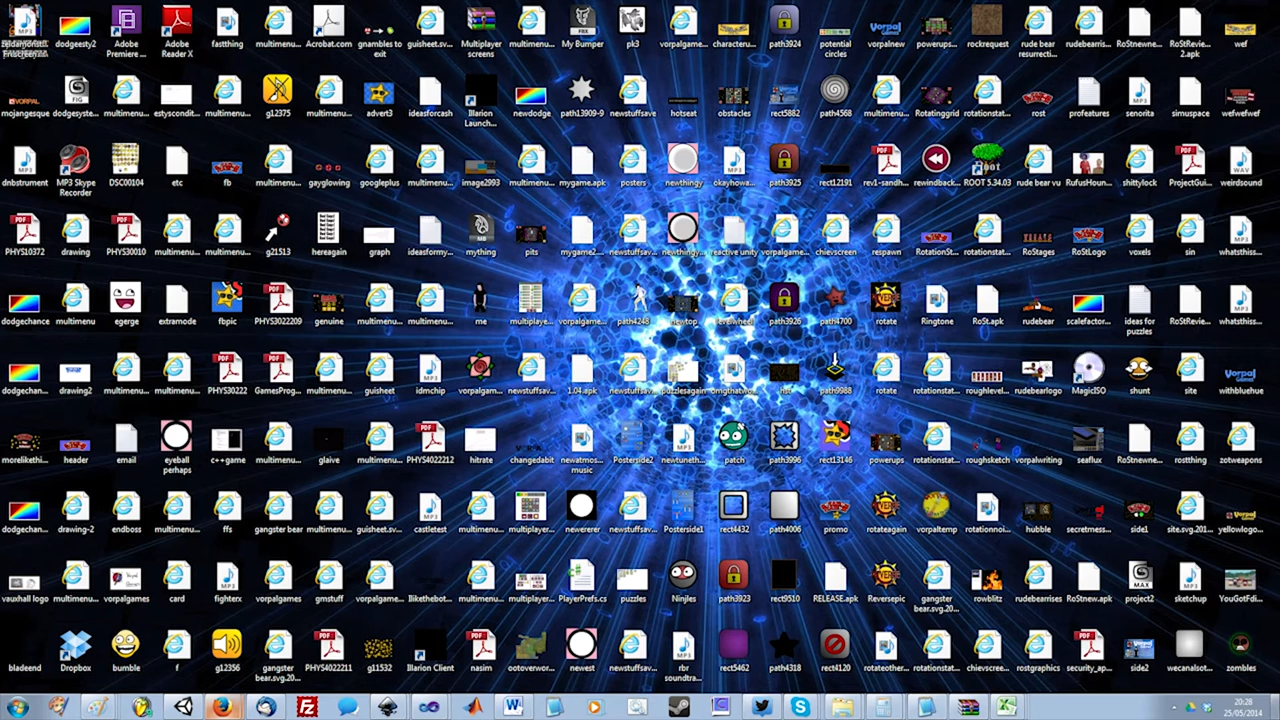 dodgeesty2
Adobe Premiere ...
Adobe Reader X
fastthing
multimenu...
Acrobat.com
gnambles to exit
guisheet.sv...
Multiplayer screens
multimenu...
My Bumper
pk3
vorpalgame...
characteru...
path3924
potential circles
vorpalnew
powerups...
rockrequest
rude bear resurrecti...
rudebearris...
RoStnewne...
RoStRevie... 2.apk
wef
mojangesque
dodgesyste...
multimenu...
estyscondit...
multimenu...
g12375
multimenu...
advert3
ideasforcash
Illarion Launch...
newdodge
path13909-9
newstuffsave
hotseat
obstacles
rect5882
path4568
multimenu...
Rotatinggrid
rotationstat...
rost
profeatures
senorita
simuspace
wefwefwef
dnbstrument
MP3 Skype Recorder
DSC00104
etc
fb
multimenu...
gayglowing
googleplus
multimenu...
image2993
multimenu...
mygame.apk
posters
newthingy
okayhowa...
path3925
rect12191
rev1-sandh...
rewindback...
ROOT 5.34.03
rude bear vu
RufusHoun...
shittylock
ProjectGui...
weirdsound
PHYS10372
drawing
PHYS30010
multimenu...
multimenu...
g21513
hereagain
graph
ideasformy...
mything
pits
mygame2...
newstuffsav...
newthingy...
reactive unity
vorpalgame...
chievscreen
respawn
RotationSt...
rotationstat...
RoStages
RoStLogo
voxels
sin
whatsthiss...
dodgechance
multimenu
egerge
extramode
fbpic
PHYS3022209
genuine
multimenu...
multimenu...
me
multiplaye...
vorpalgame...
path4248
newtop
levelwheel
path3926
path4700
rotate
Ringtone
RoSt.apk
rudebear
scalefactor...
ideas for puzzles
RoStRevie...
whatsthiss...
dodgechan...
drawing2
multimenu...
multimenu...
PHYS30222
GamesProg...
multimenu...
guisheet
idmchip
vorpalgam...
newstuffsav...
1.04.apk
newstuffsav...
puzzlesagain
omgthatwo...
hst
path9988
rotate
rotationstat...
roughlevel...
rudebearlogo
MagicISO
shunt
site
withbluehue
morelikethi...
header
email
eyeball perhaps
c++game
multimenu...
glaive
multimenu...
PHYS4022212
hitrate
changedabit
newatmos... music
Posterside2
newtuneth...
patch
path3996
rect13146
powerups
rotationstat...
roughsketch
vorpalwriting
seaflux
RoStnewne...
rostthing
zotweapons
dodgechan...
drawing-2
endboss
multimenu...
ffs
gangster bear
multimenu...
guisheet.sv...
castletest
multimenu...
multiplayer...
newererer
newstuffsav...
Posterside1
rect4432
path4006
promo
rotateagain
vorpaltemp
rotationnoi...
hubble
secretmess...
side1
site.svg.201...
yellowlogo...
vauxhall logo
multimenu...
vorpalgames
card
fighterx
vorpalgames
gmstuff
vorpalgame...
Ilikethebot...
multimenu...
multiplayer...
PlayerPrefs.cs
puzzles
Ninjles
path3923
rect9510
RELEASE.apk
Reversepic
gangster bear.svg.20...
rowblitz
rudebearrises
RoStnew.apk
project2
sketchup
YouGotFdi...
bladeend
Dropbox
bumble
f
g12356
gangster bear.svg.20...
PHYS4022211
g11532
Illarion Client
nasim
ootoverwor...
newest
newstuffsav...
rbr soundtra...
rect5462
path4318
rect4120
rotateother...
rotationstat...
chievscreen...
rostgraphics
security_ap...
side2
wecanalsot...
zombles
20:28
25/05/2014